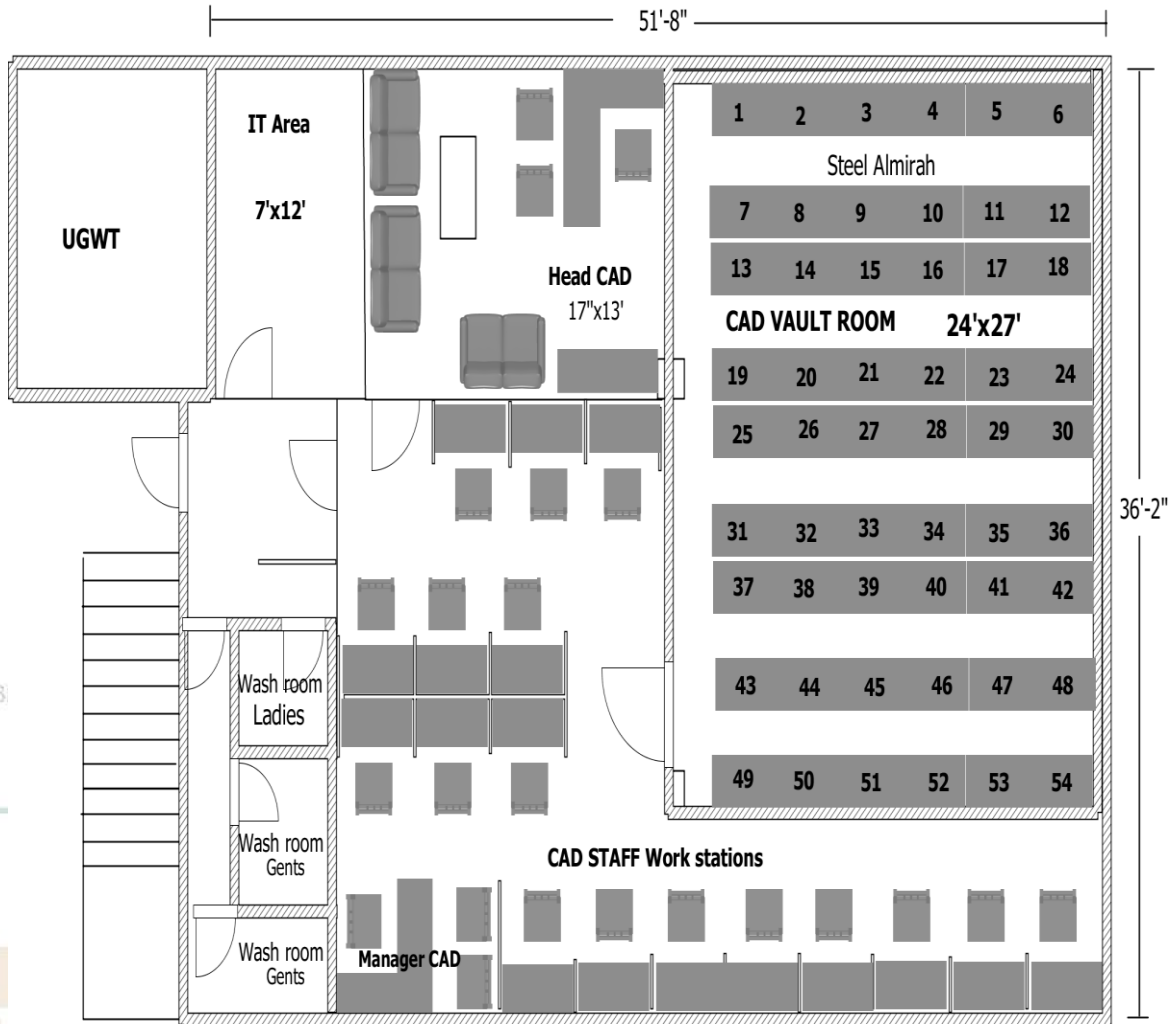 51'-8"
IT Area
7'x12'
UGWT
Head CAD
17"x13'
1 2 3 4 5 6
Steel Almirah
7 8 9 10 11 12
13 14 15 16 17 18
CAD VAULT ROOM 24'x27'
19 20 21 22 23 24
25 26 27 28 29 30
31 32 33 34 35 36
37 38 39 40 41 42
43 44 45 46 47 48
49 50 51 52 53 54
36'-2"
Wash room
Ladies
Wash room
Gents
Wash room
Gents
CAD STAFF Work stations
Manager CAD